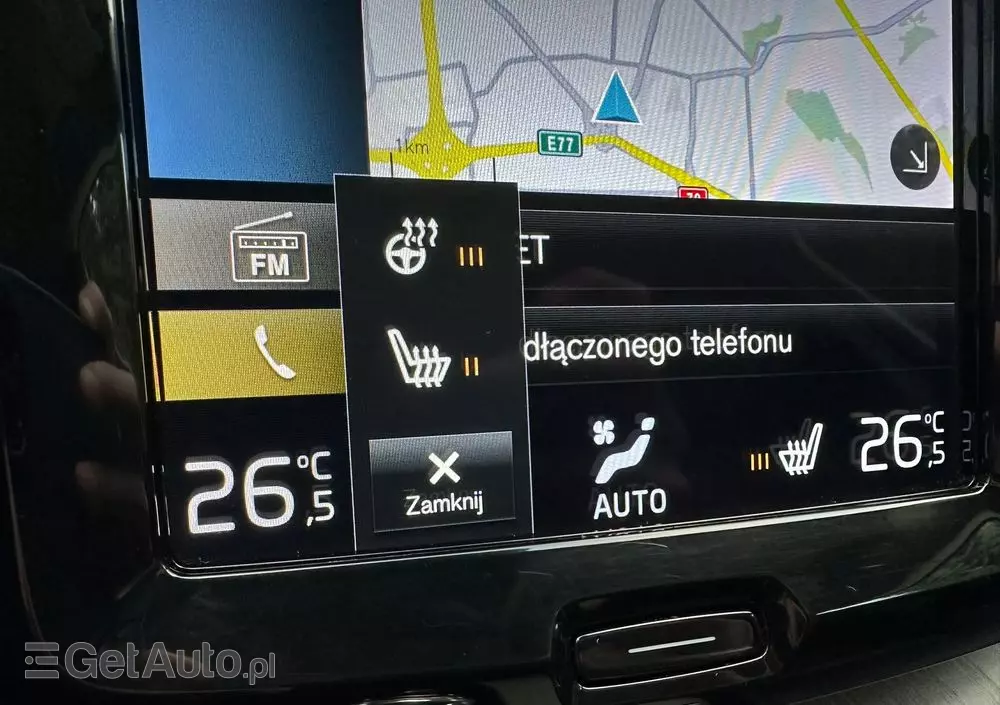 1km
E77
FM
ET
dłączonego telefonu
26,5°C
Zamknij
AUTO
26,5°C
GetAuto.pl